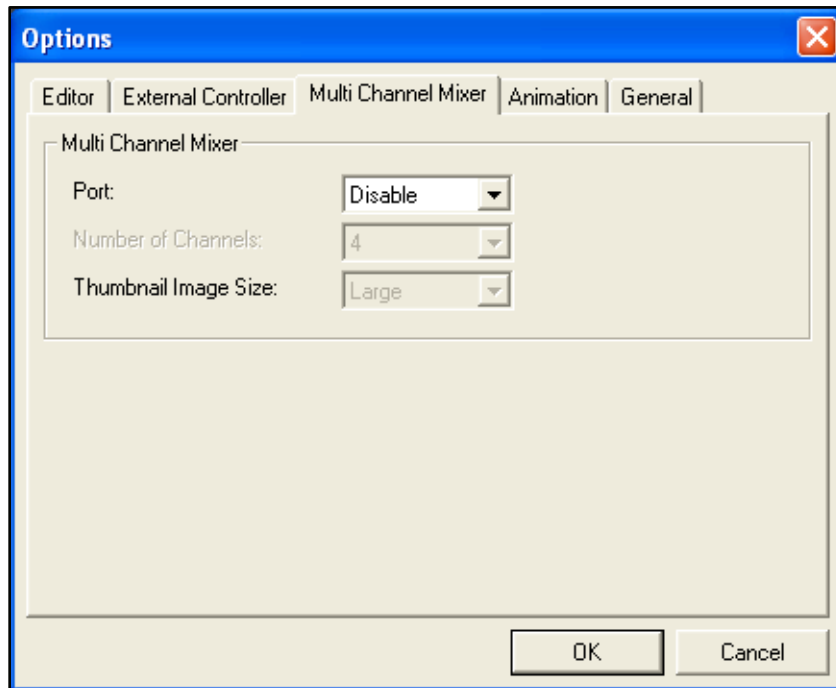 Options
Editor External Controller Multi Channel Mixer Animation General
Multi Channel Mixer
Port: Disable
Number of Channels: 4
Thumbnail Image Size: Large
OK Cancel